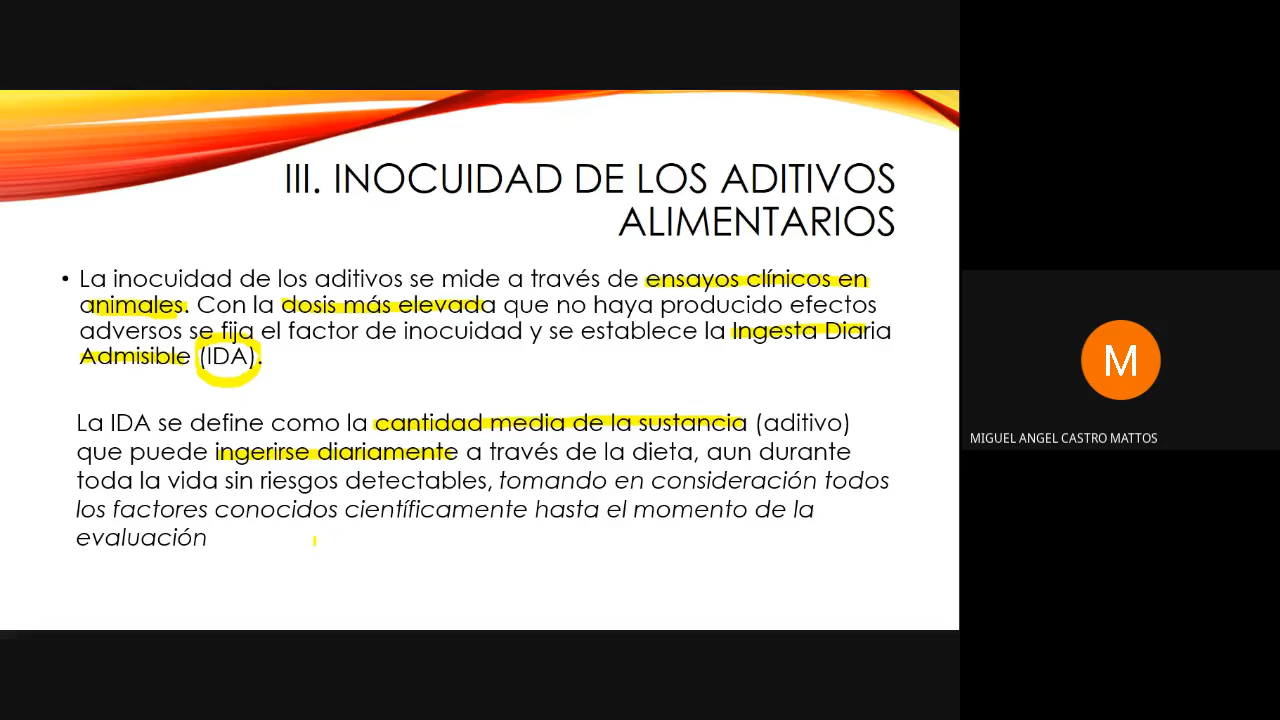 III. INOCUIDAD DE LOS ADITIVOS
ALIMENTARIOS
• La inocuidad de los aditivos se mide a través de ensayos clínicos en
animales. Con la dosis más elevada que no haya producido efectos
adversos se fija el factor de inocuidad y se establece la Ingesta Diaria
Admisible (IDA).
La IDA se define como la cantidad media de la sustancia (aditivo)
que puede ingerirse diariamente a través de la dieta, aun durante
toda la vida sin riesgos detectables, tomando en consideración todos
los factores conocidos científicamente hasta el momento de la
evaluación
M
MIGUEL ANGEL CASTRO MATTOS